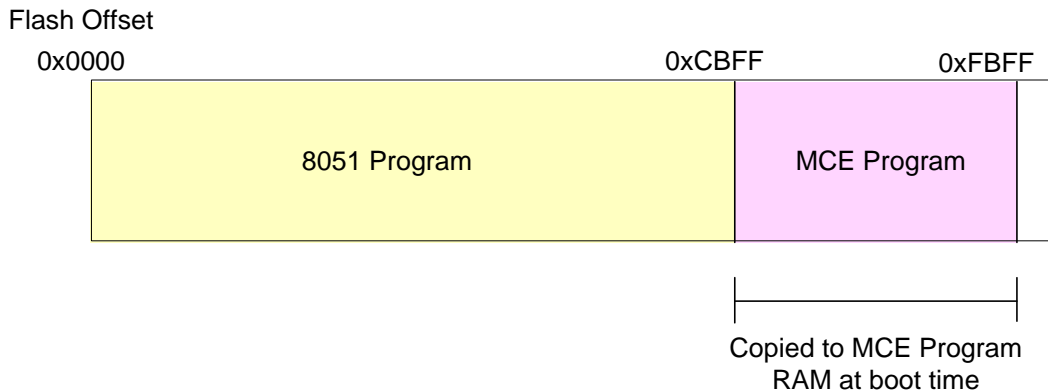 Flash Offset
0x0000
0xCBFF
0xFBFF
8051 Program
MCE Program
Copied to MCE Program
RAM at boot time